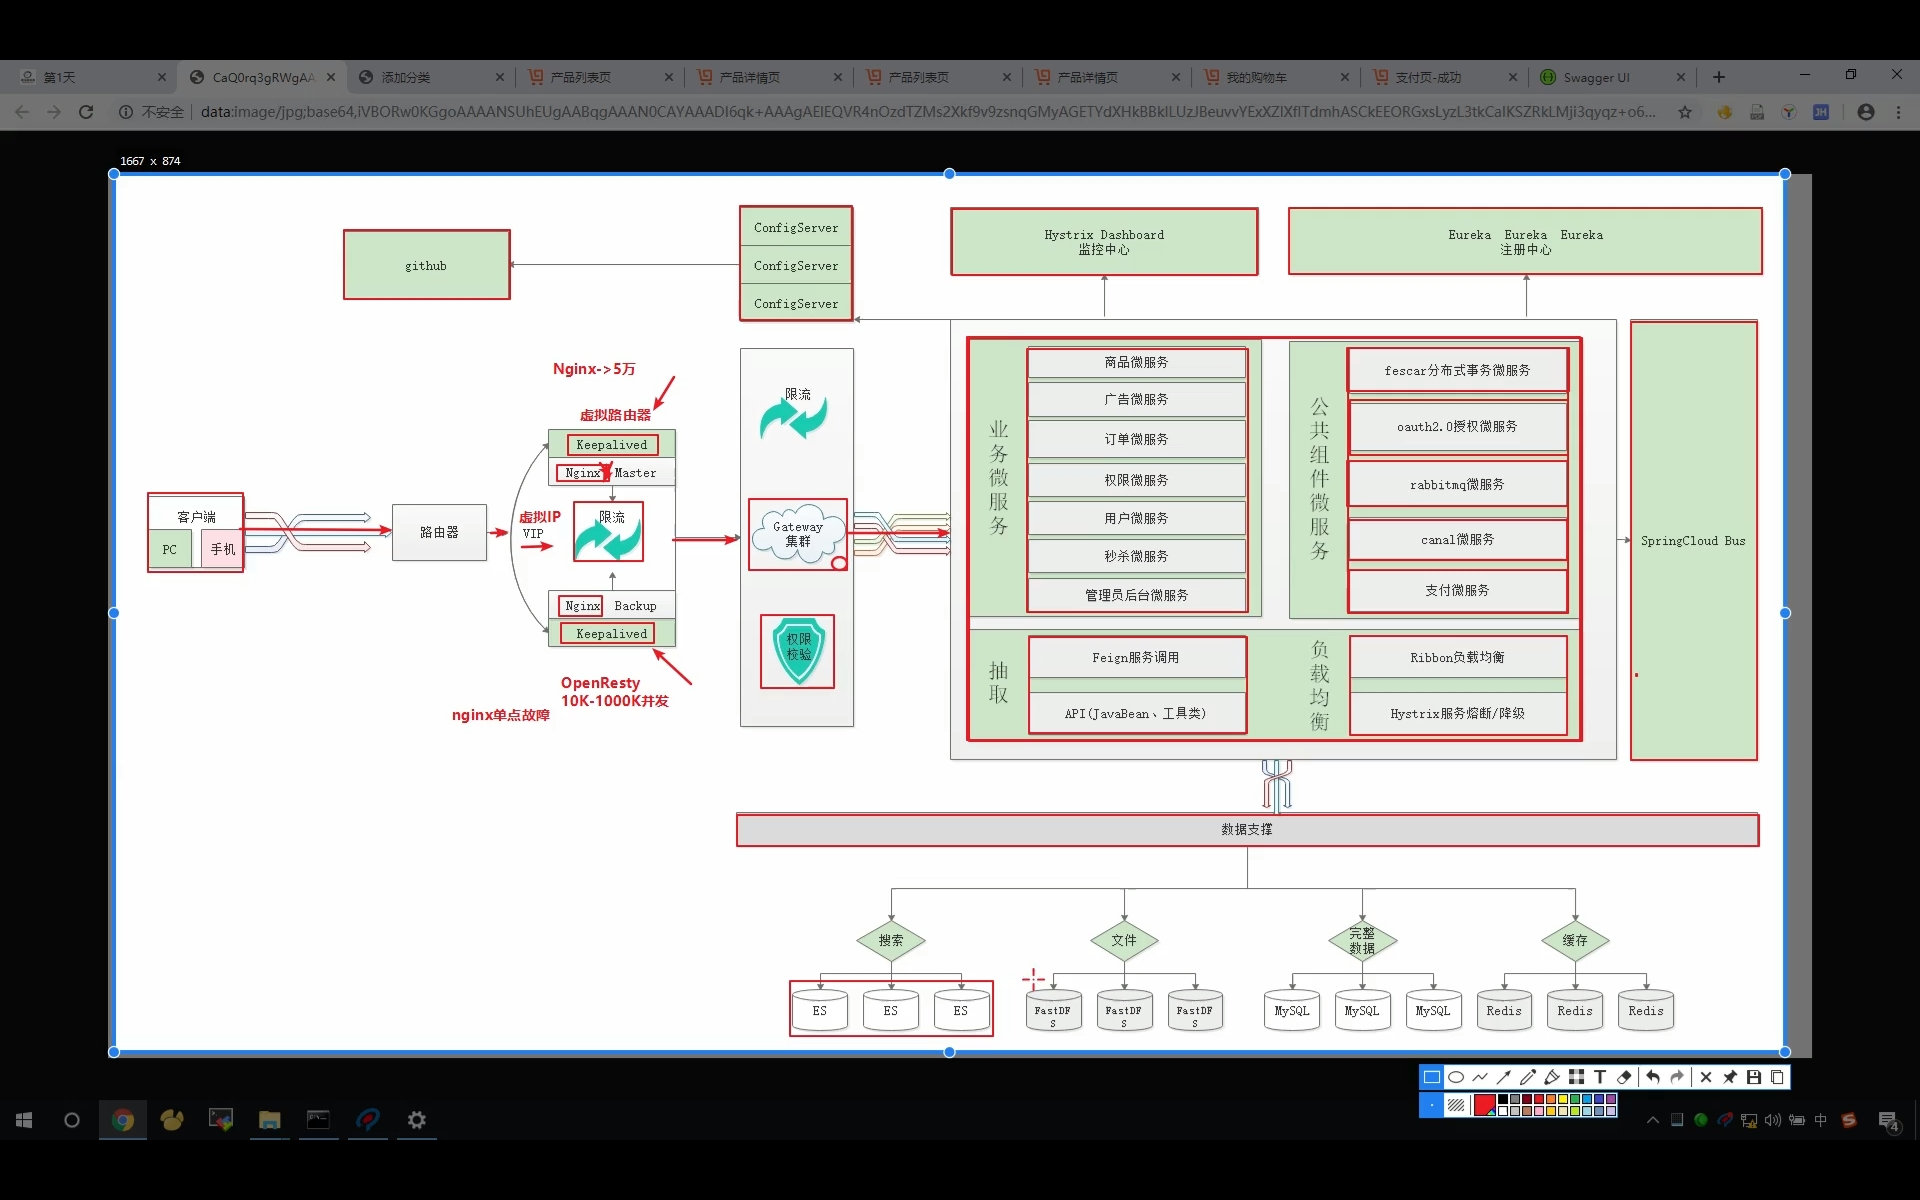 第1天
CaQ0rq3gRWgAA
添加分类
产品列表页
产品详情页
产品列表页
产品详情页
我的购物车
支付页-成功
Swagger UI
不安全
1667 x 874
github
ConfigServer
ConfigServer
ConfigServer
Hystrix Dashboard
监控中心
Eureka Eureka Eureka
注册中心
Nginx->5万
虚拟路由器
Keepalived
Nginx Master
限流
虚拟IP
VIP
Nginx Backup
Keepalived
OpenResty
10K-1000K并发
nginx单点故障
客户端
PC
手机
路由器
限流
Gateway
集群
权限
校验
业务微服务
商品微服务
广告微服务
订单微服务
权限微服务
用户微服务
秒杀微服务
管理员后台微服务
公共组件微服务
fescar分布式事务微服务
oauth2.0授权微服务
rabbitmq微服务
canal微服务
支付微服务
抽取
Feign服务调用
API(JavaBean、工具类)
负载均衡
Ribbon负载均衡
Hystrix服务熔断/降级
SpringCloud Bus
数据支撑
搜索
文件
完整
数据
缓存
ES
ES
ES
FastDF
S
FastDF
S
FastDF
S
MySQL
MySQL
MySQL
Redis
Redis
Redis
中
4